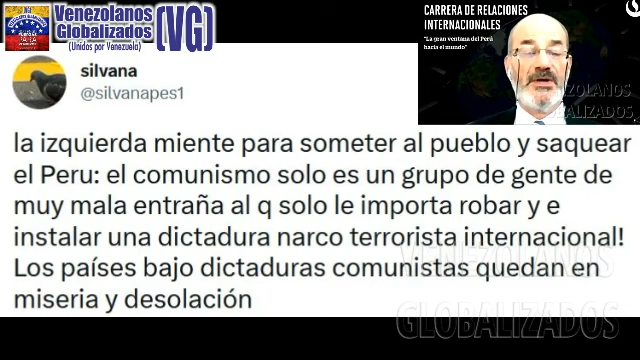 Venezolanos
Globalizados
(Unidos por Venezuela)
(VG)
CARRERA DE RELACIONES
INTERNACIONALES
"La gran ventana del Perú
hacia el mundo"
silvana
@silvanapes1
la izquierda miente para someter al pueblo y saquear
el Peru: el comunismo solo es un grupo de gente de
muy mala entraña al q solo le importa robar y e
instalar una dictadura narco terrorista internacional!
Los países bajo dictaduras comunistas quedan en
miseria y desolación
VENEZOLANOS
GLOBALIZADOS